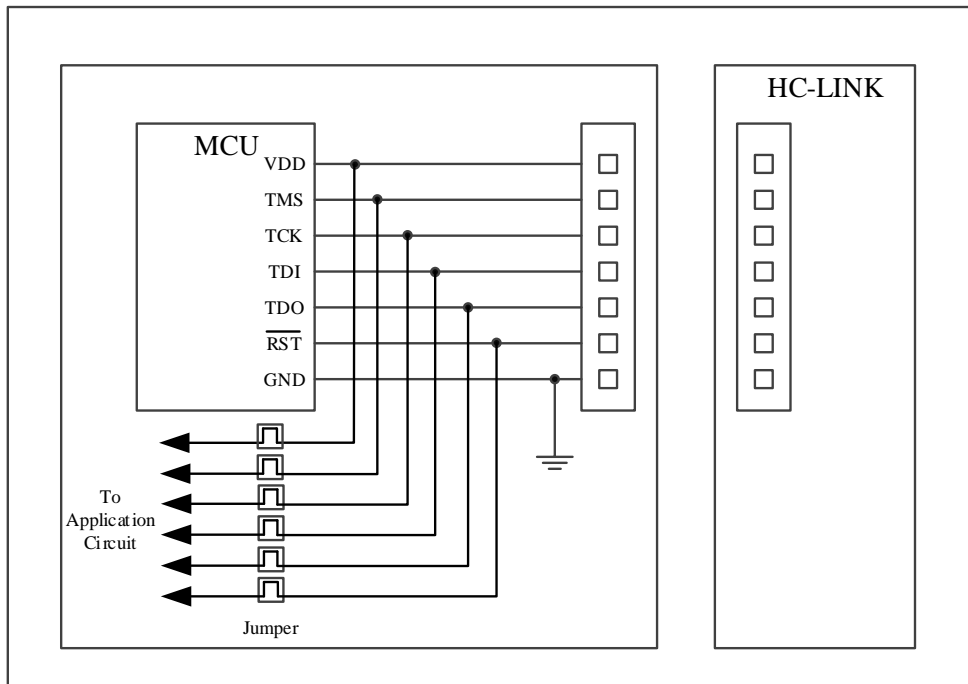 HC-LINK
MCU
VDD
TMS
TCK
TDI
TDO
RST
GND
To
Application
Circuit
Jumper